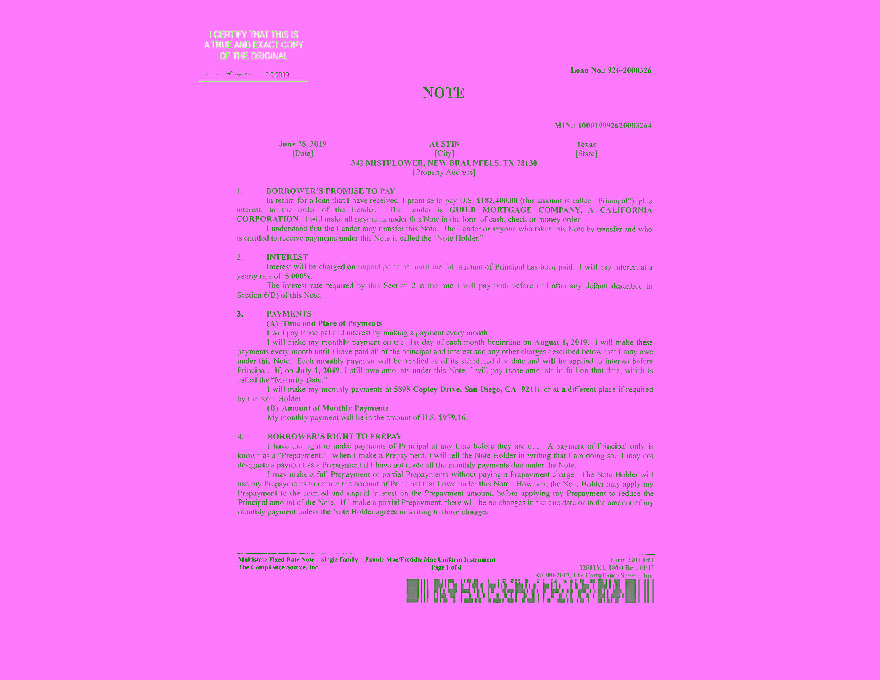 I CERTIFY THAT THIS IS
A TRUE AND EXACT COPY
OF THE ORIGINAL
2019
Loan No.: 926-2000326
NOTE
MIN.: 100019992620003264
June 28, 2019 AUSTIN Texas
[Date] [City] [State]
343 MISTFLOWER, NEW BRAUNFELS, TX 78130
[Property Address]
1. BORROWER'S PROMISE TO PAY
In return for a loan that I have received, I promise to pay U.S. $182,400.00 (this amount is called "Principal"), plus
interest, to the order of the Lender. The Lender is GUILD MORTGAGE COMPANY, A CALIFORNIA
CORPORATION. I will make all payments under this Note in the form of cash, check or money order.
I understand that the Lender may transfer this Note. The Lender or anyone who takes this Note by transfer and who
is entitled to receive payments under this Note is called the "Note Holder."
2. INTEREST
Interest will be charged on unpaid principal until the full amount of Principal has been paid. I will pay interest at a
yearly rate of 5.000%.
The interest rate required by this Section 2 is the rate I will pay both before and after any default described in
Section 6(B) of this Note.
3. PAYMENTS
(A) Time and Place of Payments
I will pay principal and interest by making a payment every month.
I will make my monthly payment on the 1st day of each month beginning on August 1, 2019. I will make these
payments every month until I have paid all of the principal and interest and any other charges described below that I may owe
under this Note. Each monthly payment will be applied as of its scheduled due date and will be applied to interest before
Principal. If, on July 1, 2049, I still owe amounts under this Note, I will pay those amounts in full on that date, which is
called the "Maturity Date."
I will make my monthly payments at 5898 Copley Drive, San Diego, CA 92111 or at a different place if required
by the Note Holder.
(B) Amount of Monthly Payments
My monthly payment will be in the amount of U.S. $979.16.
4. BORROWER'S RIGHT TO PREPAY
I have the right to make payments of Principal at any time before they are due. A payment of Principal only is
known as a "Prepayment." When I make a Prepayment, I will tell the Note Holder in writing that I am doing so. I may not
designate a payment as a Prepayment if I have not made all the monthly payments due under the Note.
I may make a full Prepayment or partial Prepayments without paying a Prepayment charge. The Note Holder will
use my Prepayments to reduce the amount of Principal that I owe under this Note. However, the Note Holder may apply my
Prepayment to the accrued and unpaid interest on the Prepayment amount, before applying my Prepayment to reduce the
Principal amount of the Note. If I make a partial Prepayment, there will be no changes in the due date or in the amount of my
monthly payment unless the Note Holder agrees in writing to those changes.
Multistate Fixed Rate Note - Single Family - Fannie Mae/Freddie Mac Uniform Instrument
The Compliance Source, Inc. Page 1 of 4
The Compliance Source, Inc.